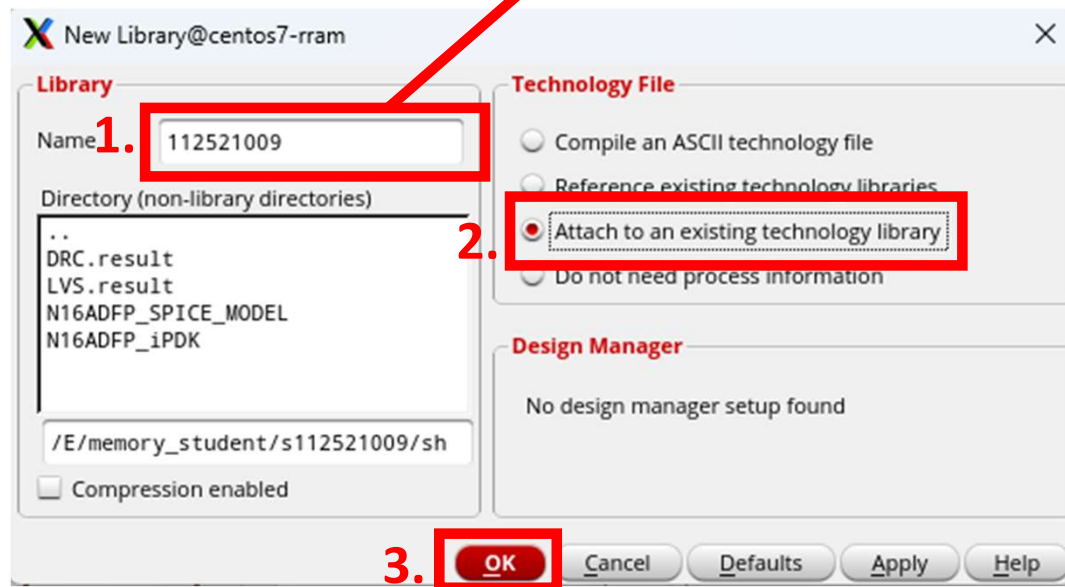 New Library@centos7-rram
Library
Name 1. 112521009
Directory (non-library directories)
..
DRC.result
LVS.result
N16ADFP_SPICE_MODEL
N16ADFP_iPDK
/E/memory_student/s112521009/sh
Compression enabled
Technology File
Compile an ASCII technology file
Reference existing technology libraries
2. Attach to an existing technology library
Do not need process information
Design Manager
No design manager setup found
3. OK Cancel Defaults Apply Help